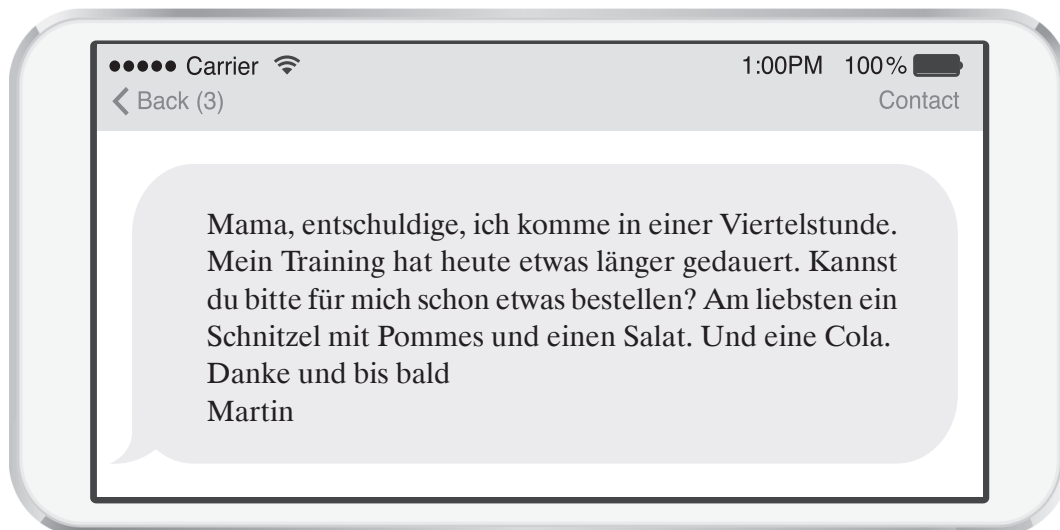 ●●●●● Carrier 1:00PM 100%
Back (3) Contact
Mama, entschuldige, ich komme in einer Viertelstunde.
Mein Training hat heute etwas länger gedauert. Kannst
du bitte für mich schon etwas bestellen? Am liebsten ein
Schnitzel mit Pommes und einen Salat. Und eine Cola.
Danke und bis bald
Martin